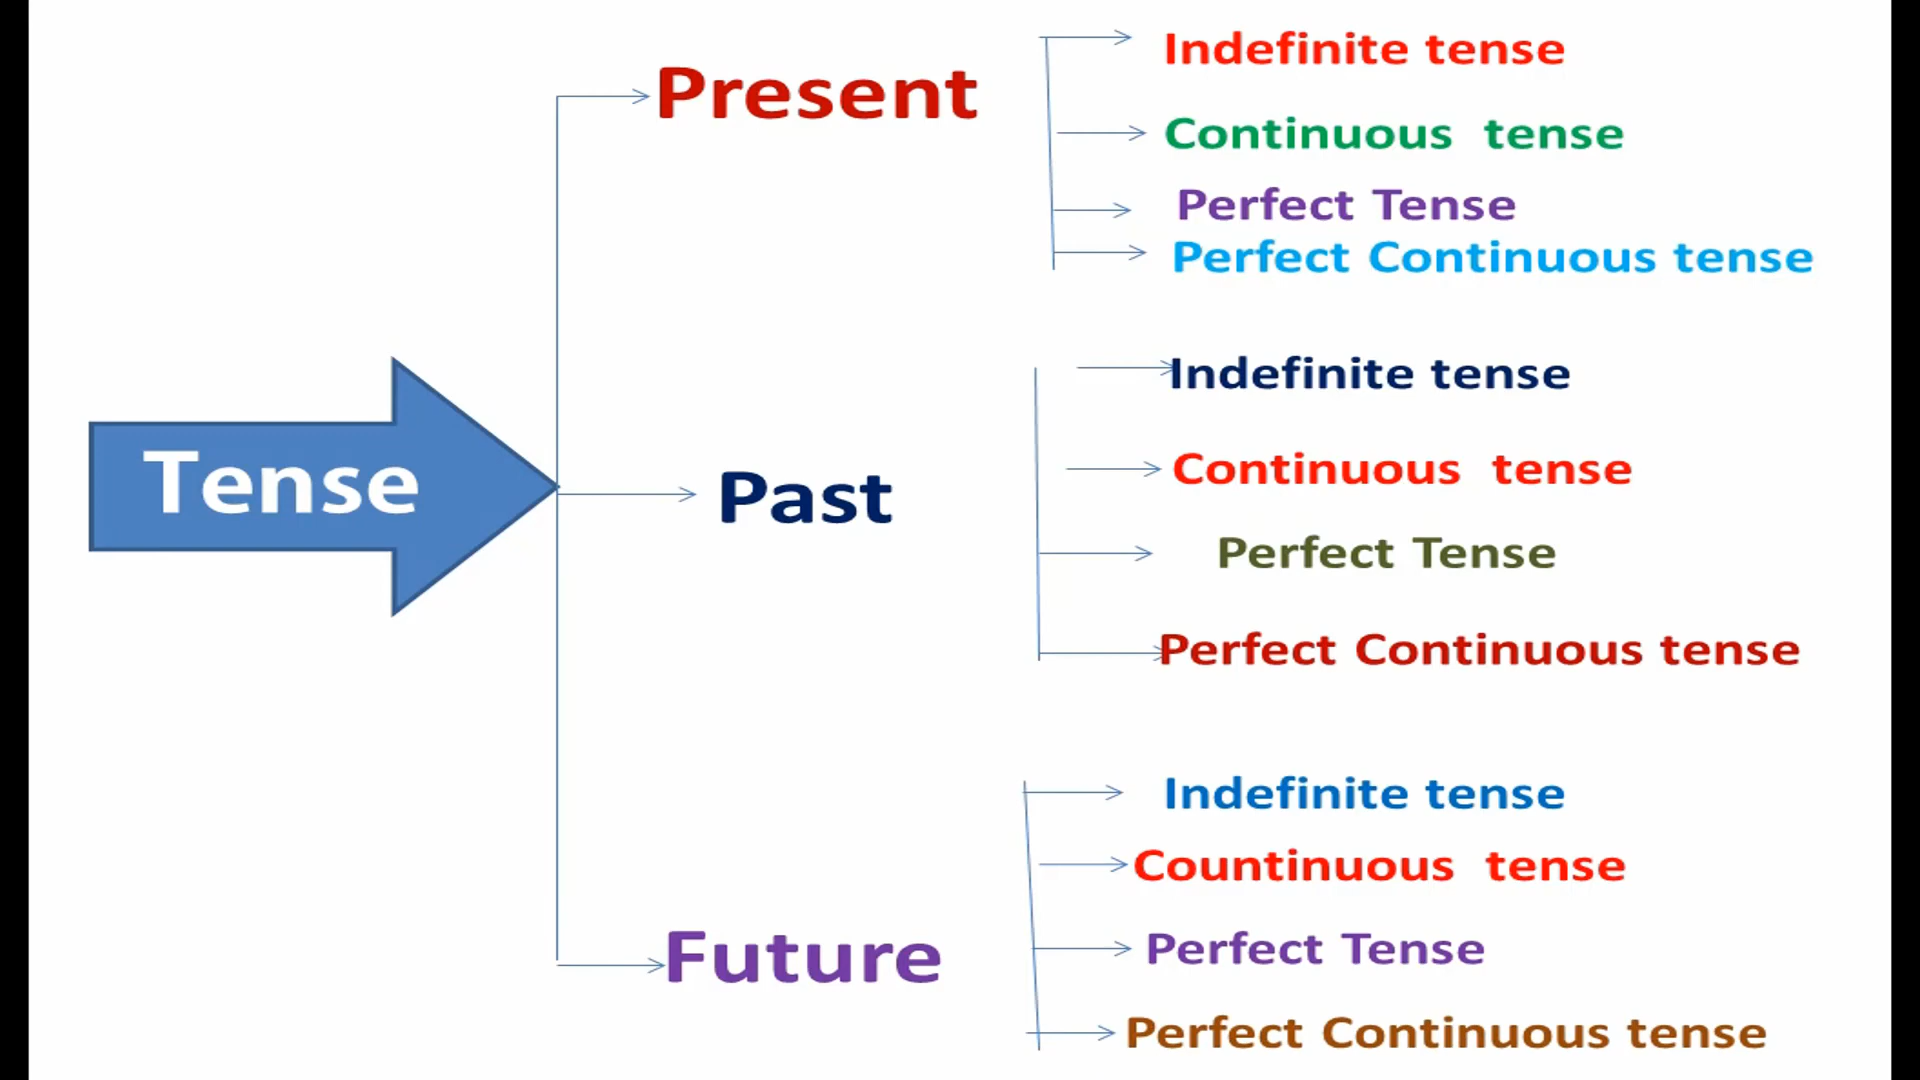 Tense
Present
Indefinite tense
Continuous tense
Perfect Tense
Perfect Continuous tense
Past
Indefinite tense
Continuous tense
Perfect Tense
Perfect Continuous tense
Future
Indefinite tense
Countinuous tense
Perfect Tense
Perfect Continuous tense